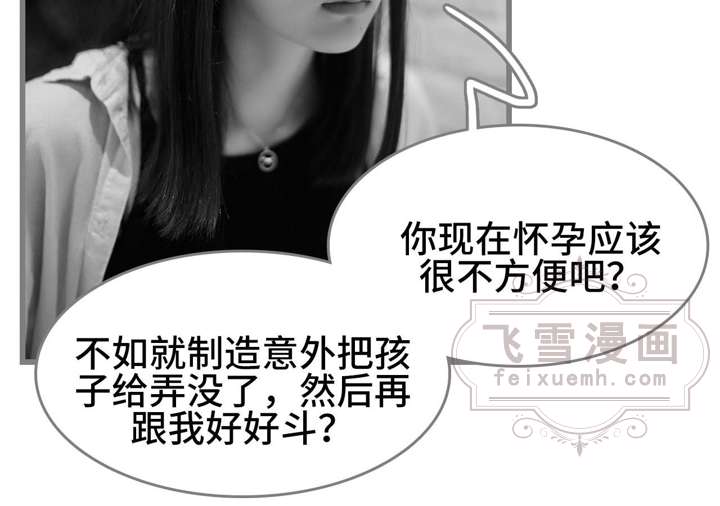 你现在怀孕应该
很不方便吧？
不如就制造意外把孩
子给弄没了，然后再
跟我好好斗？
飞雪漫画
feixuemh.com